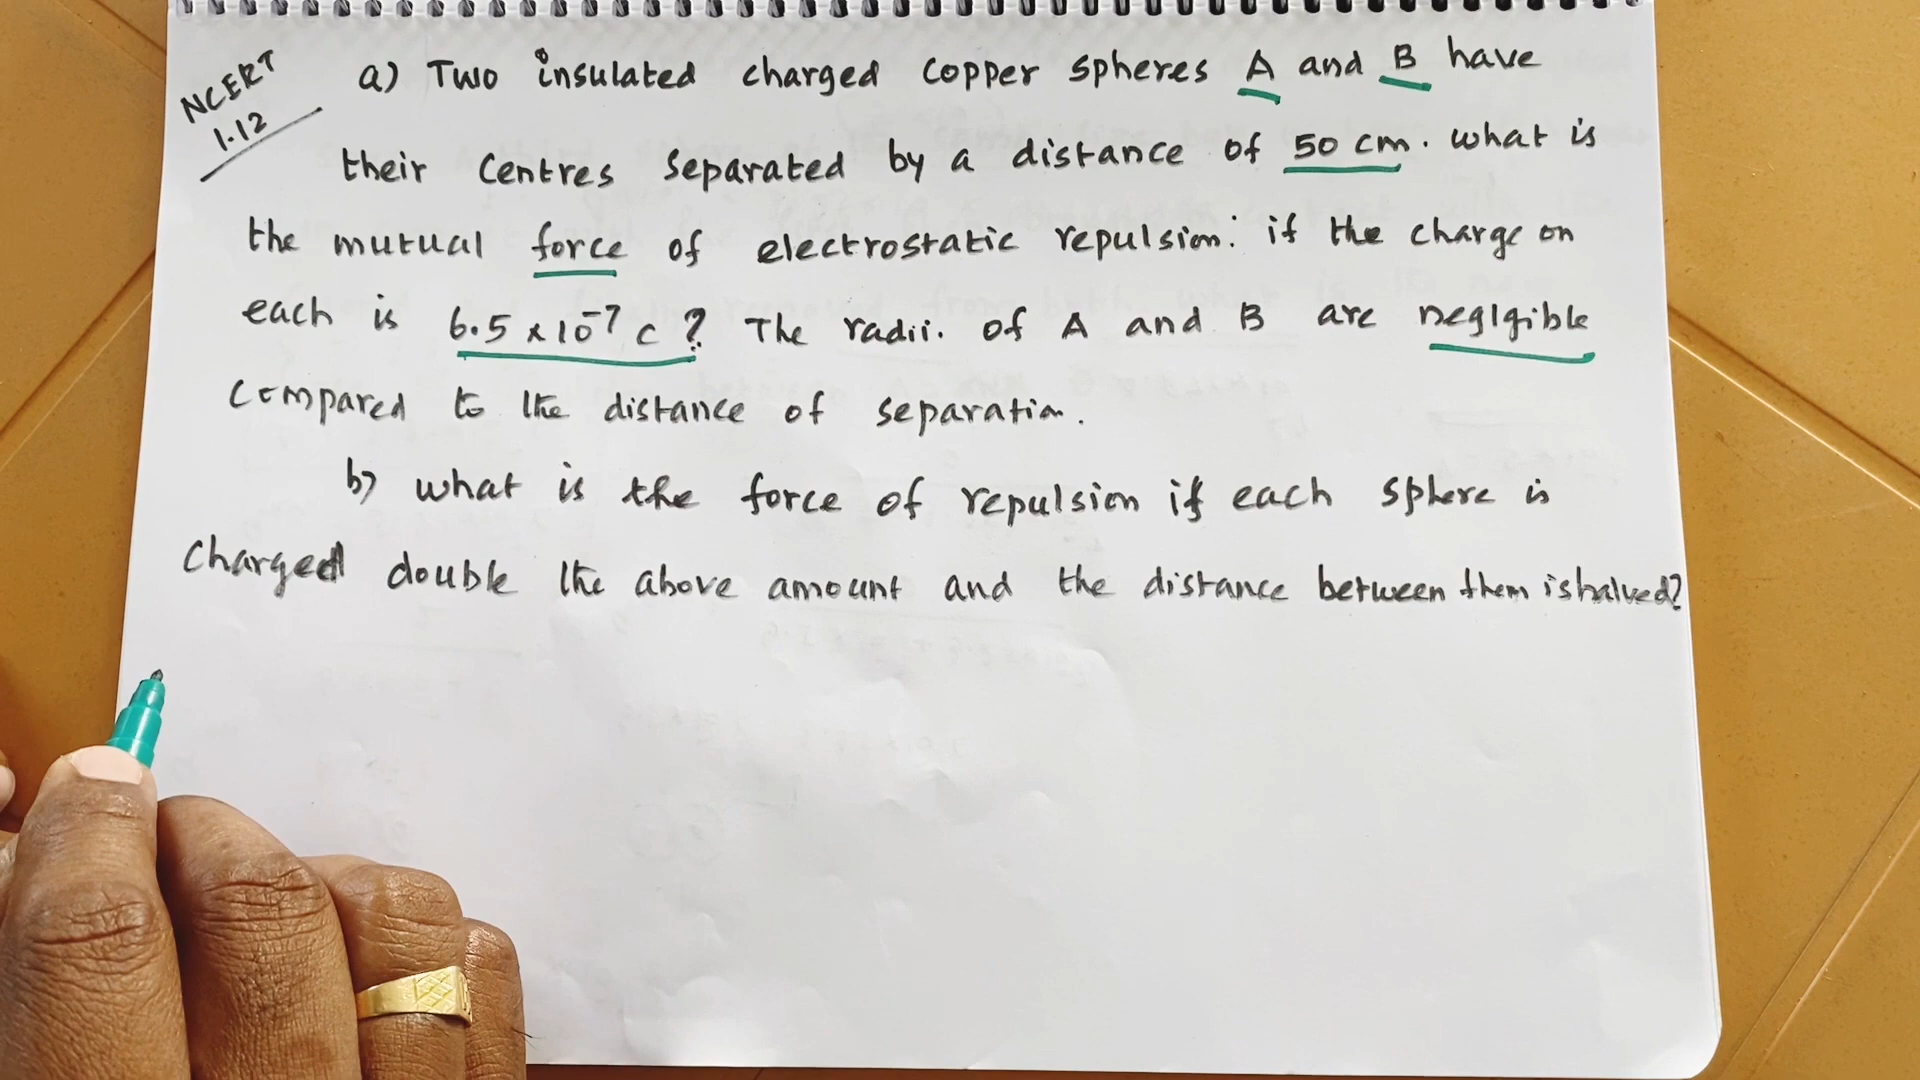 NCERT
1.12
a) Two insulated charged copper spheres A and B have
their centres separated by a distance of 50 cm. what is
the mutual force of electrostatic repulsion: if the charge on
each is 6.5 x 10⁻⁷ c ? The radii. of A and B are neglgible
compared to the distance of separation.
b) what is the force of repulsion if each sphere is
charged double the above amount and the distance between them is halved?